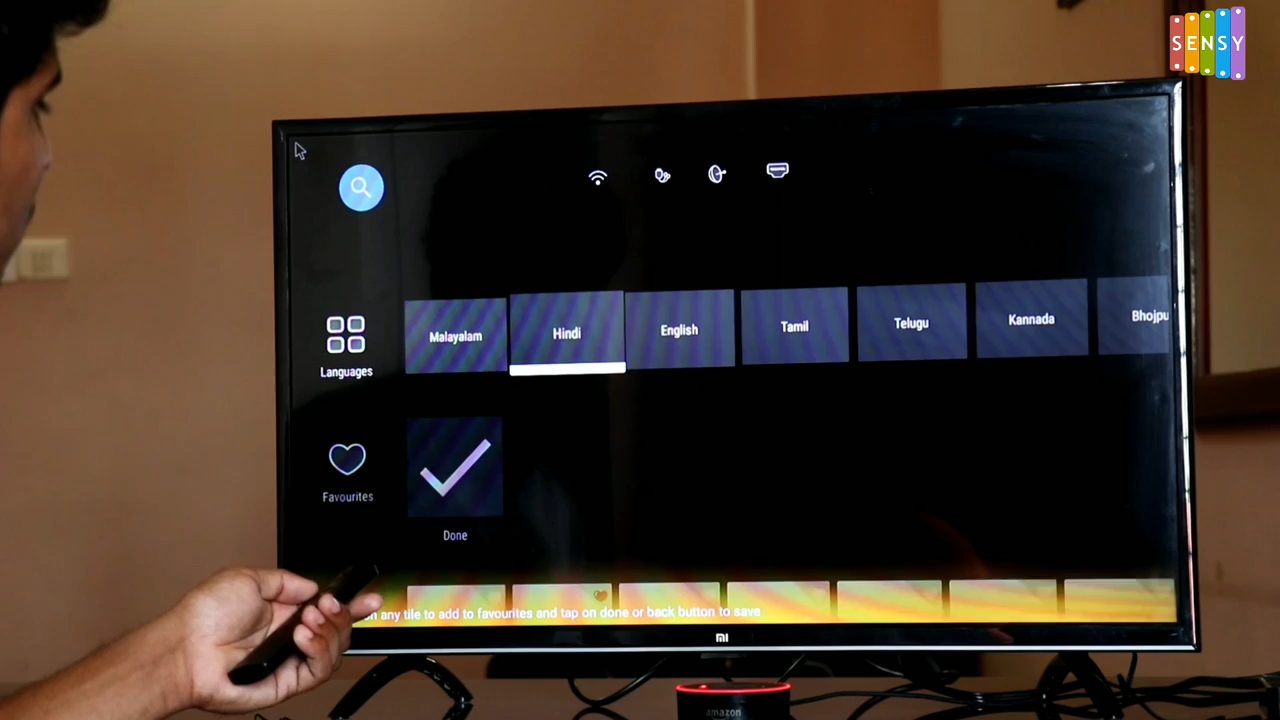 SENSY
Malayalam
Hindi
English
Tamil
Telugu
Kannada
Bhojpu
Languages
Favourites
Done
any tile to add to favourites and tap on done or back button to save
mi
amazon